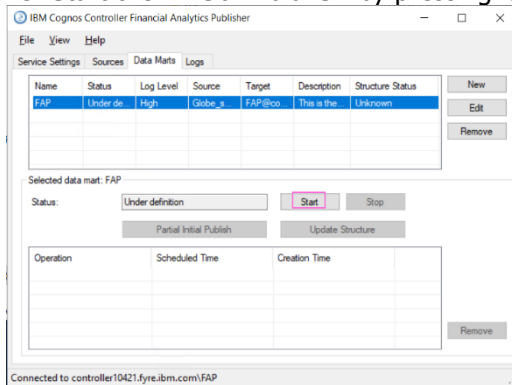 IBM Cognos Controller Financial Analytics Publisher
File View Help
Service Settings Sources Data Marts Logs
Name Status Log Level Source Target Description Structure Status
FAP Under de... High Globe_s... FAP@co... This is the... Unknown
New
Edit
Remove
Selected data mart: FAP
Status: Under definition Start Stop
Partial Initial Publish Update Structure
Operation Scheduled Time Creation Time
Remove
Connected to controller10421.fyre.ibm.com\FAP